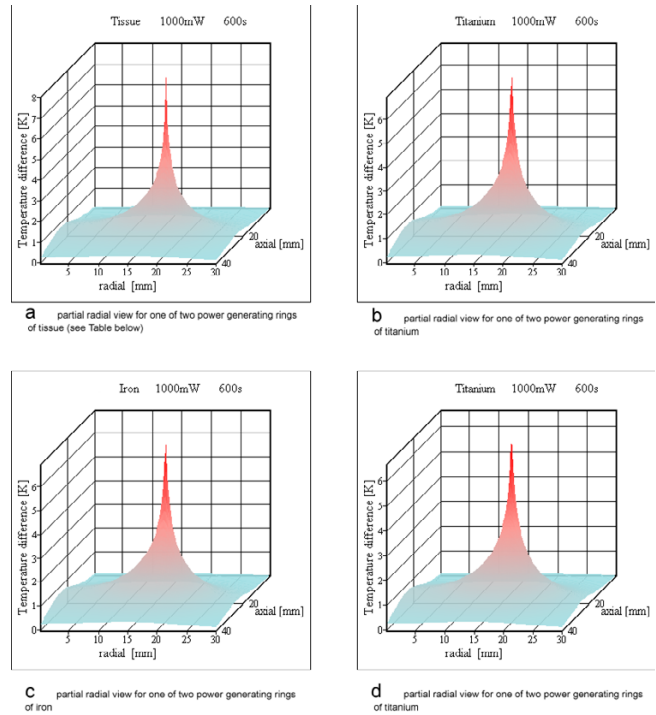 Tissue 1000mW 600s
Temperature difference [K]
8
7
6
5
4
3
2
1
0
5 10 15 20 25 30
radial [mm]
20
40
axial [mm]
a partial radial view for one of two power generating rings
of tissue (see Table below)
Titanium 1000mW 600s
Temperature difference [K]
6
5
4
3
2
1
0
5 10 15 20 25 30
radial [mm]
20
40
axial [mm]
b partial radial view for one of two power generating rings
of titanium
Iron 1000mW 600s
Temperature difference [K]
6
5
4
3
2
1
0
5 10 15 20 25 30
radial [mm]
20
40
axial [mm]
c partial radial view for one of two power generating rings
of iron
Titanium 1000mW 600s
Temperature difference [K]
6
5
4
3
2
1
0
5 10 15 20 25 30
radial [mm]
20
40
axial [mm]
d partial radial view for one of two power generating rings
of titanium